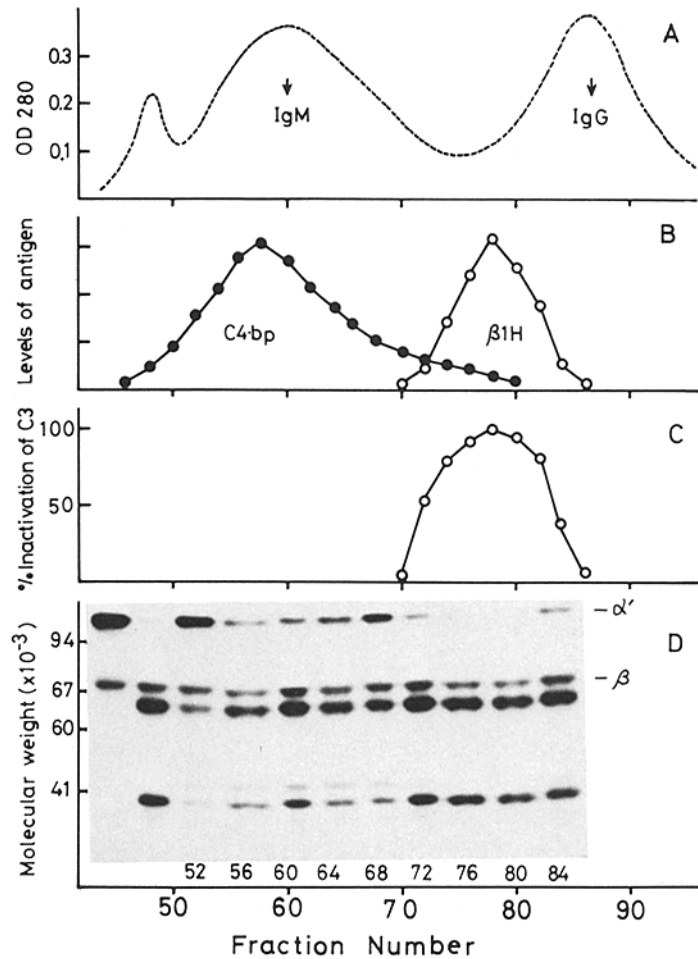 A
OD 280
0.3
0.1
IgM
IgG
B
Levels of antigen
C4·bp
β1H
C
% Inactivation of C3
100
50
D
Molecular weight (x10⁻³)
94
67
60
41
α'
β
52 56 60 64 68 72 76 80 84
50 60 70 80 90
Fraction Number